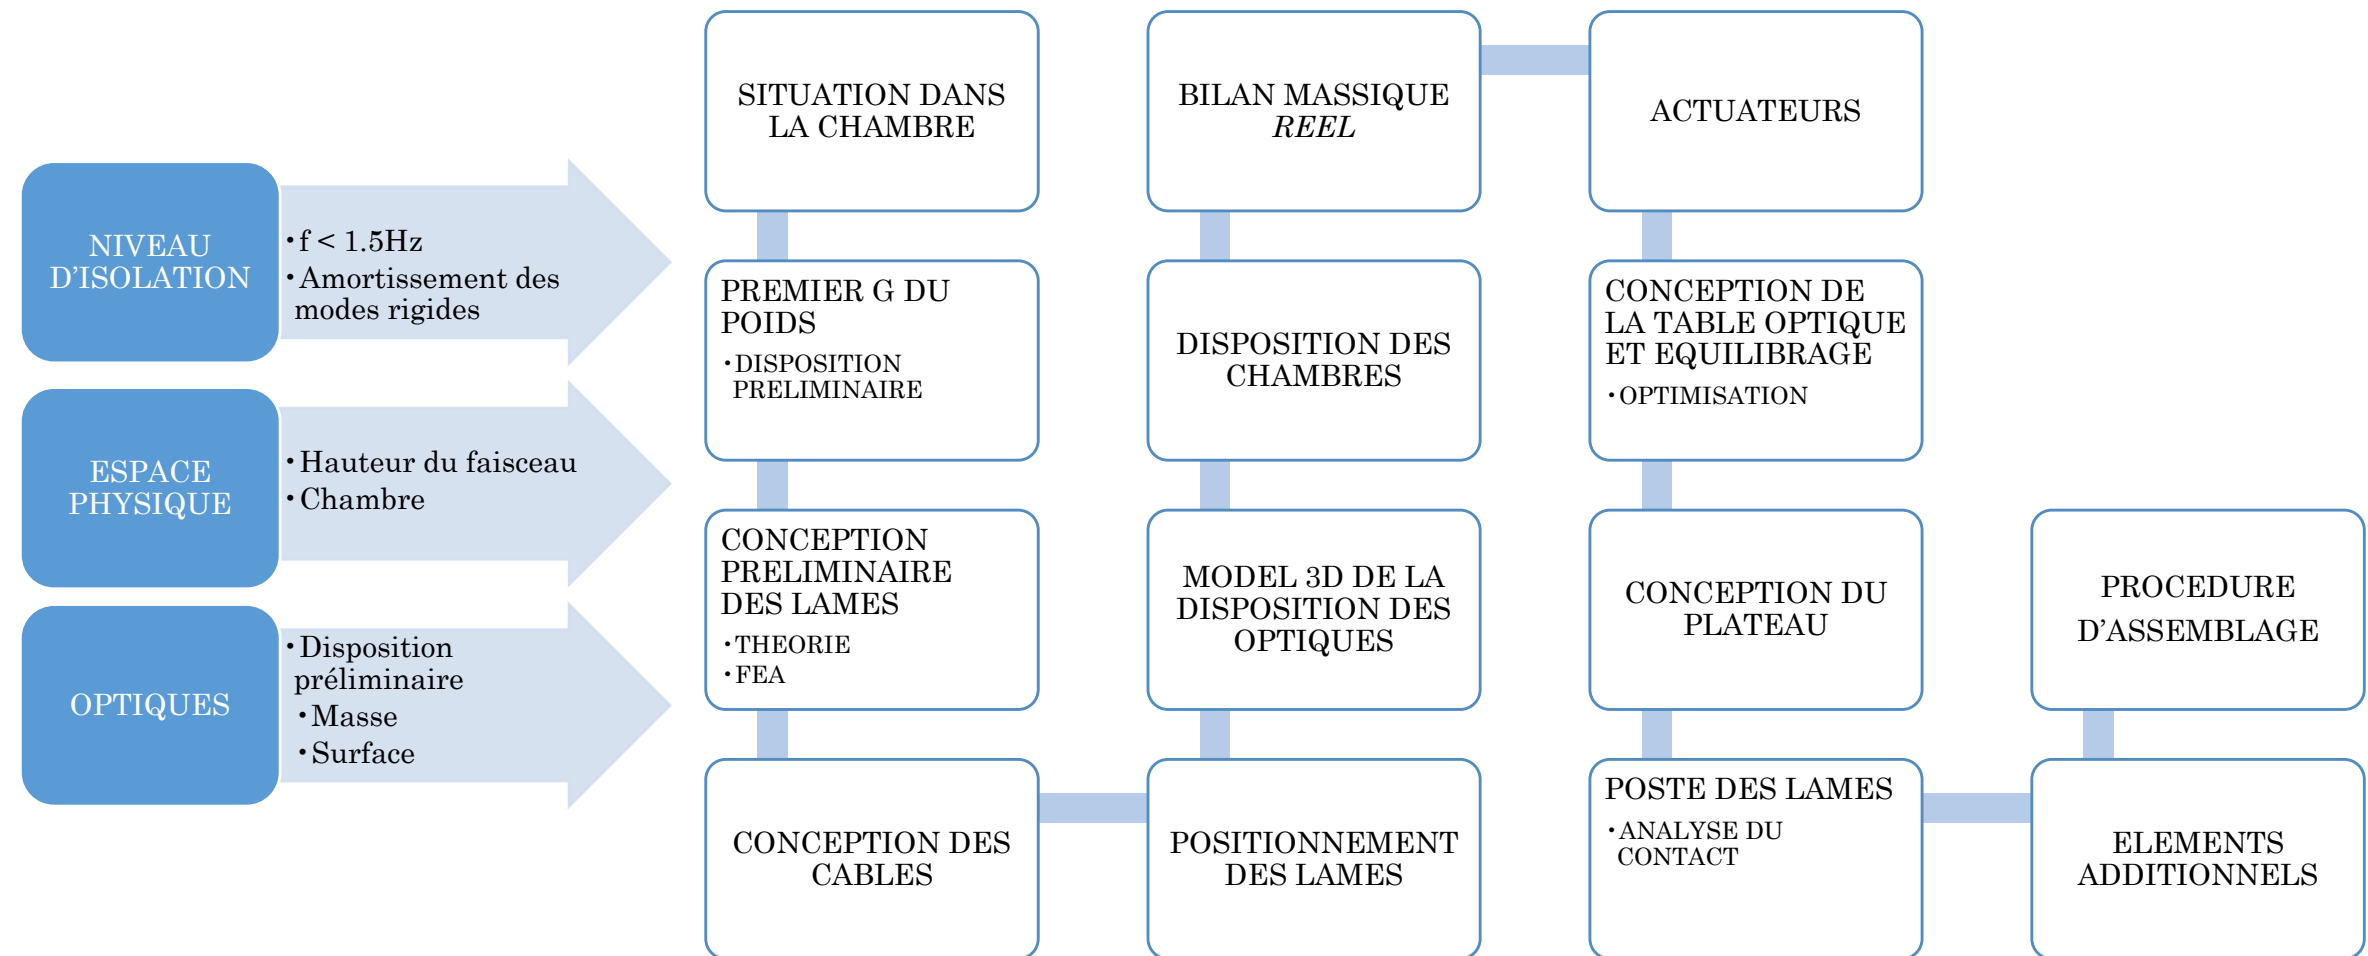 NIVEAU
D'ISOLATION
•f < 1.5Hz
•Amortissement des
modes rigides
ESPACE
PHYSIQUE
•Hauteur du faisceau
•Chambre
OPTIQUES
•Disposition
préliminaire
•Masse
•Surface
SITUATION DANS
LA CHAMBRE
PREMIER G DU
POIDS
•DISPOSITION
PRELIMINAIRE
CONCEPTION
PRELIMINAIRE
DES LAMES
•THEORIE
•FEA
CONCEPTION DES
CABLES
POSITIONNEMENT
DES LAMES
MODEL 3D DE LA
DISPOSITION DES
OPTIQUES
DISPOSITION DES
CHAMBRES
BILAN MASSIQUE
REEL
ACTUATEURS
CONCEPTION DE
LA TABLE OPTIQUE
ET EQUILIBRAGE
•OPTIMISATION
CONCEPTION DU
PLATEAU
POSTE DES LAMES
•ANALYSE DU
CONTACT
ELEMENTS
ADDITIONNELS
PROCEDURE
D'ASSEMBLAGE